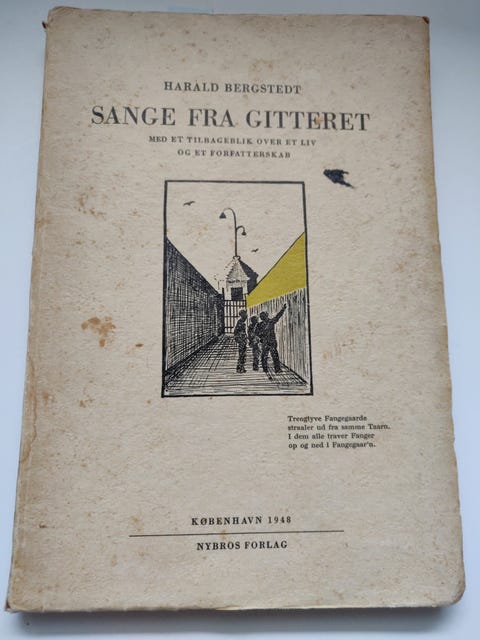 HARALD BERGSTEDT
SANGE FRA GITTERET
MED ET TILBAGEBLIK OVER ET LIV
OG ET FORFATTERSKAB
Trengtyve Fangegaarde
straaler ud fra samme Taarn.
I dem alle traver Fanger
op og ned i Fangegaar'n.
KØBENHAVN 1948
NYBROS FORLAG